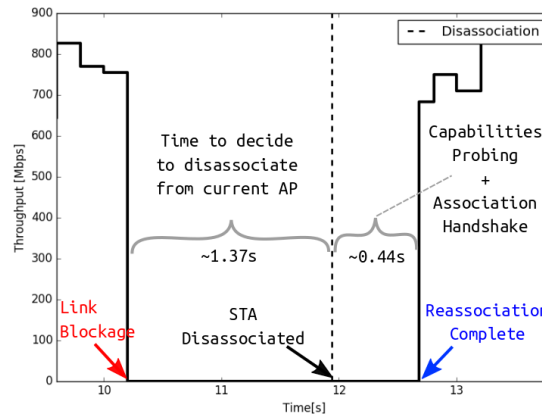 900
800
700
600
500
400
300
200
100
0
Throughput [Mbps]
Disassociation
Time to decide
to disassociate
from current AP
Capabilities
Probing
+
Association
Handshake
~1.37s
~0.44s
Link
Blockage
STA
Disassociated
Reassociation
Complete
10
11
12
13
Time[s]